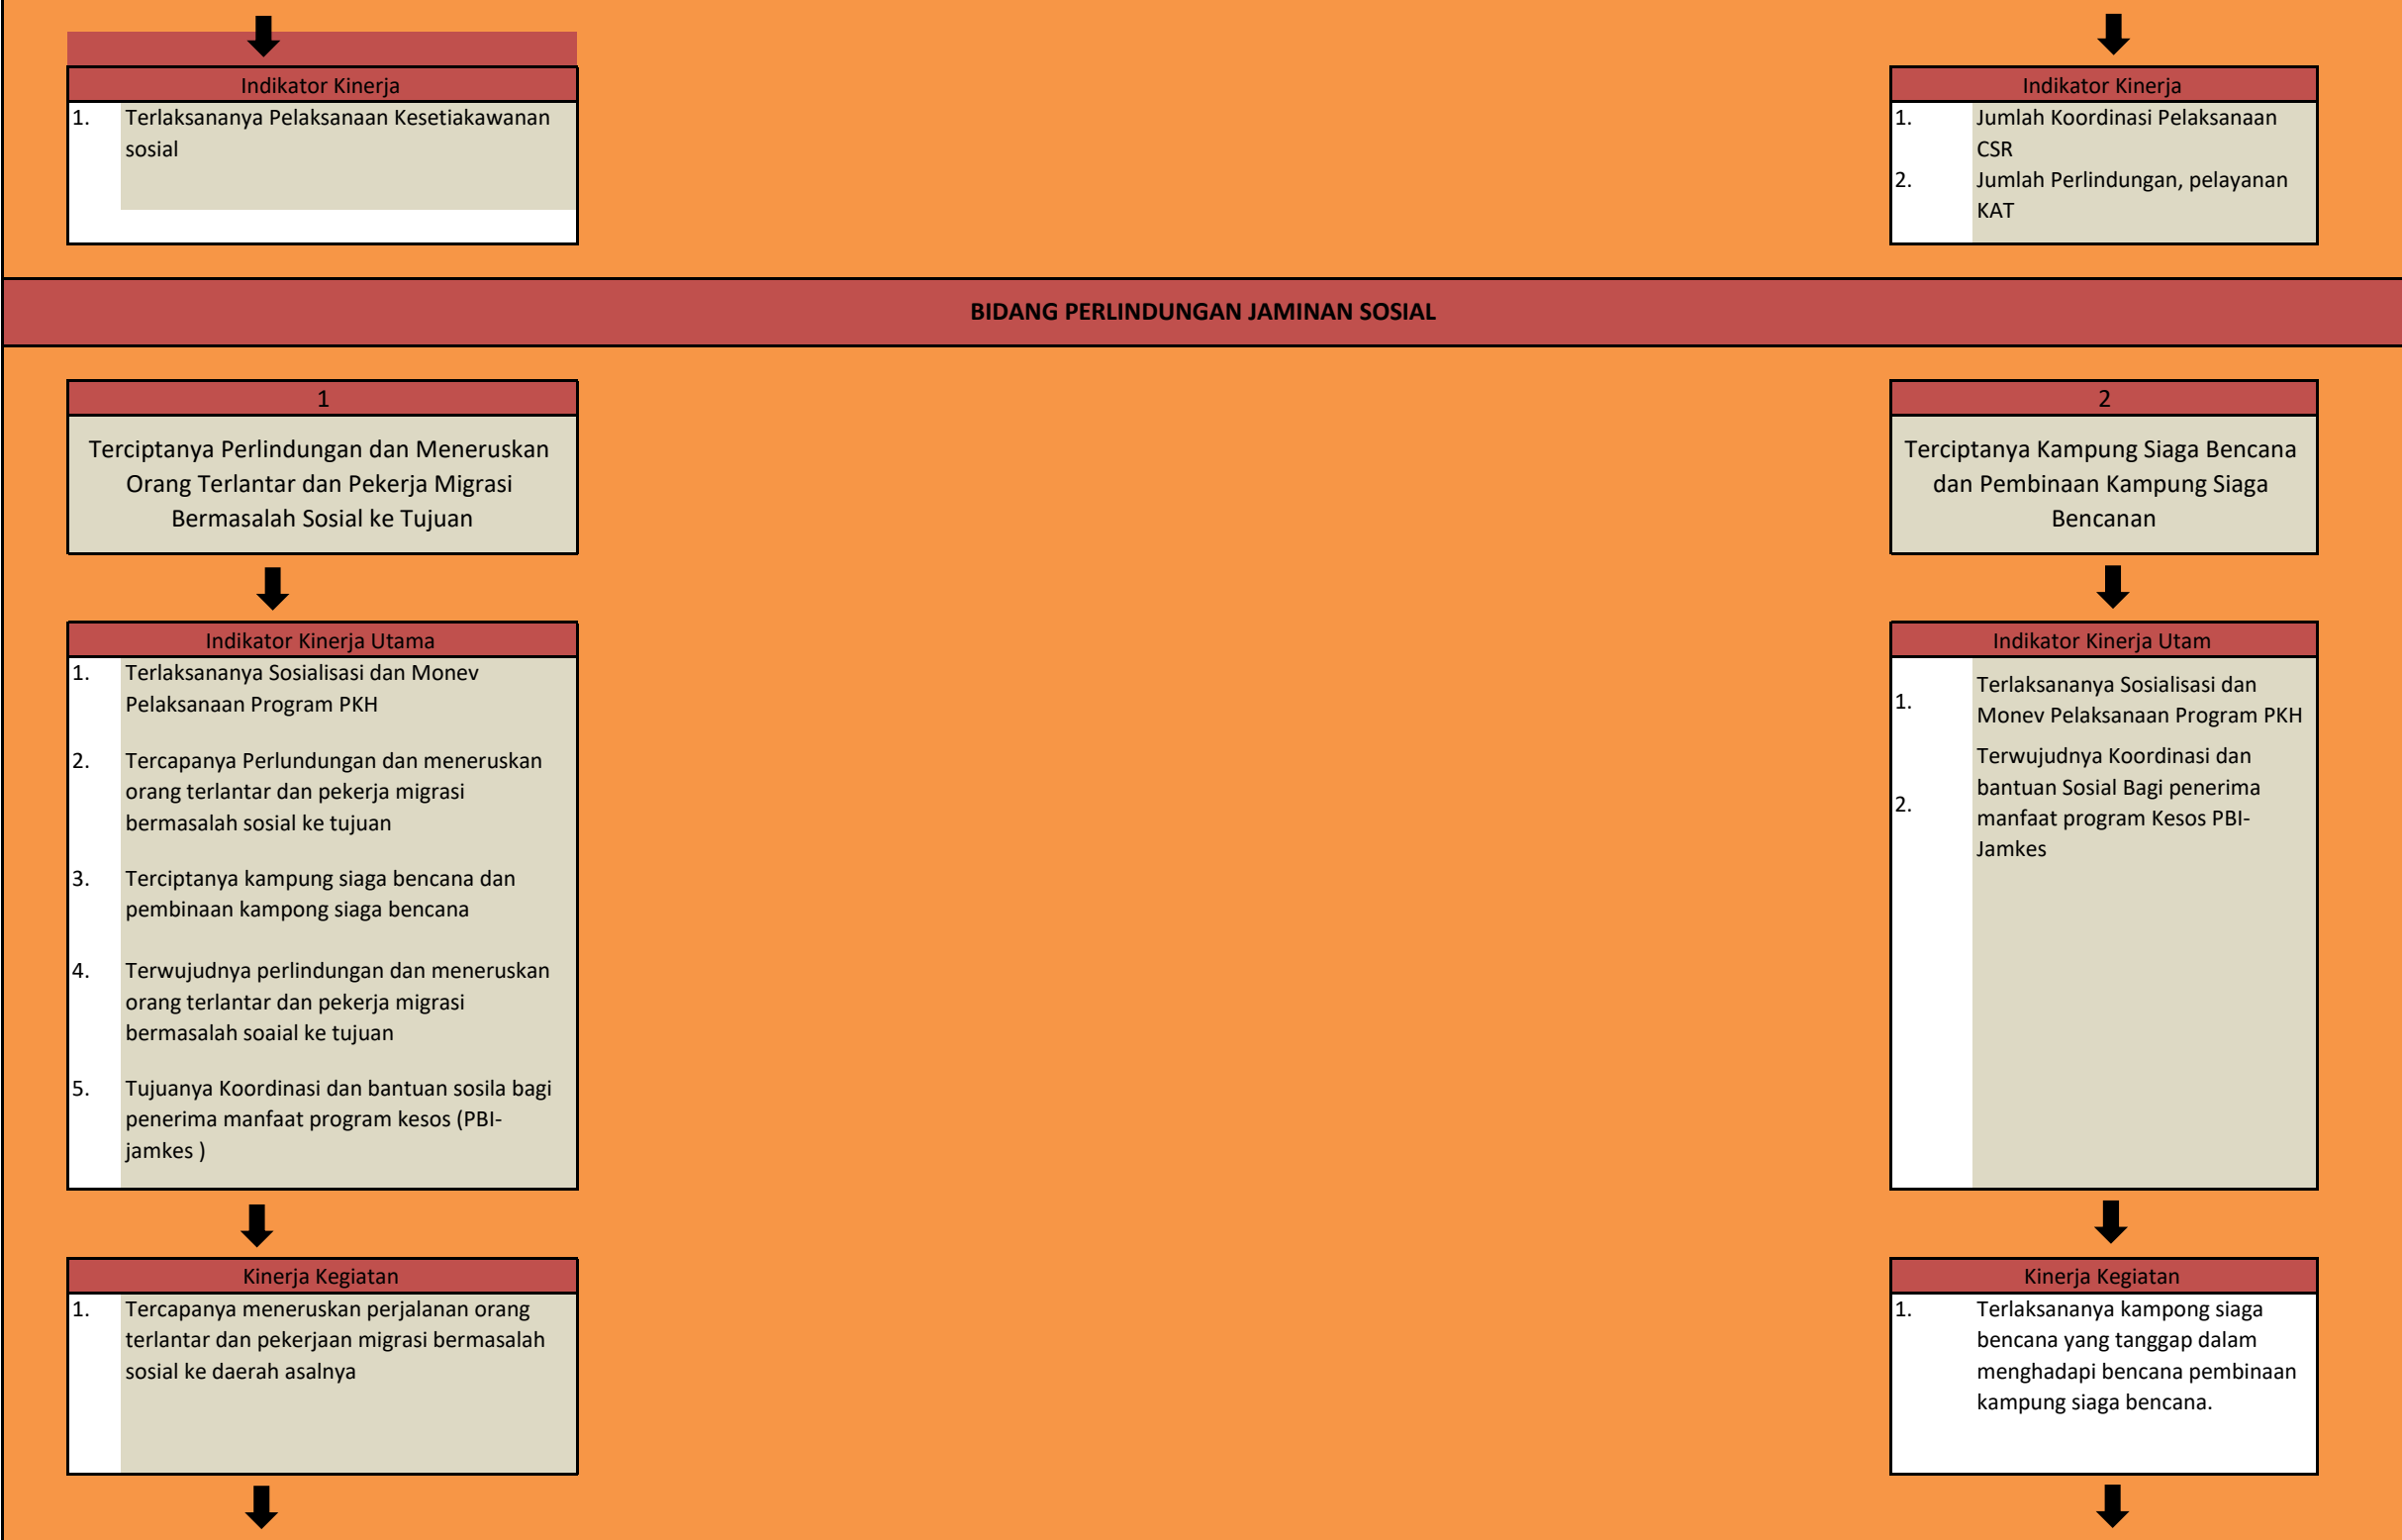 Indikator Kinerja
1. Terlaksananya Pelaksanaan Kesetiakawanan
sosial
Indikator Kinerja
1. Jumlah Koordinasi Pelaksanaan
CSR
2. Jumlah Perlindungan, pelayanan
KAT
BIDANG PERLINDUNGAN JAMINAN SOSIAL
1
Terciptanya Perlindungan dan Meneruskan
Orang Terlantar dan Pekerja Migrasi
Bermasalah Sosial ke Tujuan
2
Terciptanya Kampung Siaga Bencana
dan Pembinaan Kampung Siaga
Bencanan
Indikator Kinerja Utama
1. Terlaksananya Sosialisasi dan Monev
Pelaksanaan Program PKH
2. Tercapanya Perlundungan dan meneruskan
orang terlantar dan pekerja migrasi
bermasalah sosial ke tujuan
3. Terciptanya kampung siaga bencana dan
pembinaan kampong siaga bencana
4. Terwujudnya perlindungan dan meneruskan
orang terlantar dan pekerja migrasi
bermasalah soaial ke tujuan
5. Tujuanya Koordinasi dan bantuan sosila bagi
penerima manfaat program kesos (PBI-
jamkes )
Indikator Kinerja Utam
1. Terlaksananya Sosialisasi dan
Monev Pelaksanaan Program PKH
2. Terwujudnya Koordinasi dan
bantuan Sosial Bagi penerima
manfaat program Kesos PBI-
Jamkes
Kinerja Kegiatan
1. Tercapanya meneruskan perjalanan orang
terlantar dan pekerjaan migrasi bermasalah
sosial ke daerah asalnya
Kinerja Kegiatan
1. Terlaksananya kampong siaga
bencana yang tanggap dalam
menghadapi bencana pembinaan
kampung siaga bencana.